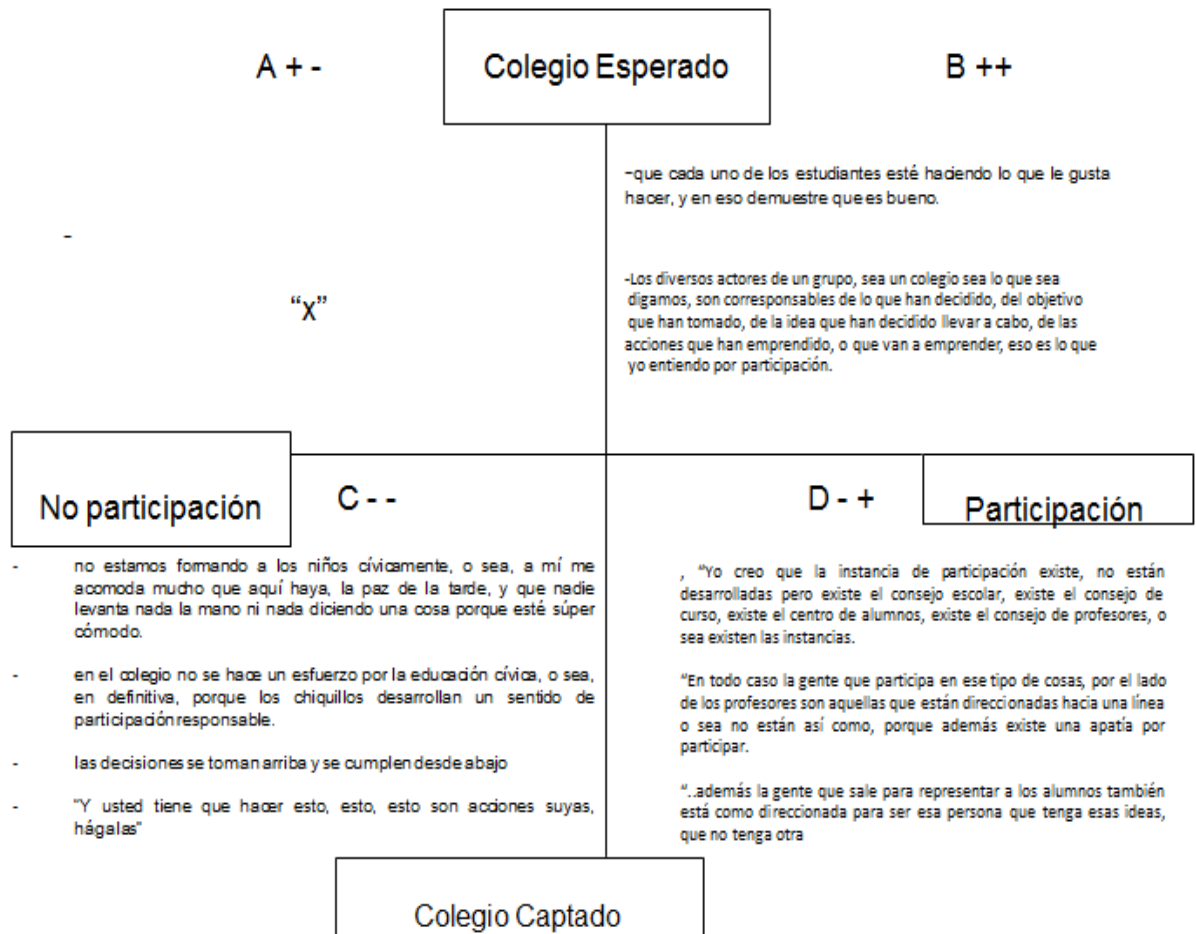 A + -
Colegio Esperado
B ++
-que cada uno de los estudiantes esté haciendo lo que le gusta
hacer, y en eso demuestre que es bueno.
-
“x”
-Los diversos actores de un grupo, sea un colegio sea lo que sea
digamos, son corresponsables de lo que han decidido, del objetivo
que han tomado, de la idea que han decidido llevar a cabo, de las
acciones que han emprendido, o que van a emprender, eso es lo que
yo entiendo por participación.
No participación
C - -
D - +
Participación
- no estamos formando a los niños cívicamente, o sea, a mí me
acomoda mucho que aquí haya, la paz de la tarde, y que nadie
levanta nada la mano ni nada diciendo una cosa porque esté súper
cómodo.
- en el colegio no se hace un esfuerzo por la educación cívica, o sea,
en definitiva, porque los chiquillos desarrollan un sentido de
participación responsable.
- las decisiones se toman arriba y se cumplen desde abajo
- "Y usted tiene que hacer esto, esto, esto son acciones suyas,
hágalas"
, “Yo creo que la instancia de participación existe, no están
desarrolladas pero existe el consejo escolar, existe el consejo de
curso, existe el centro de alumnos, existe el consejo de profesores, o
sea existen las instancias.
“En todo caso la gente que participa en ese tipo de cosas, por el lado
de los profesores son aquellas que están direccionadas hacia una línea
o sea no están así como, porque además existe una apatía por
participar.
“..además la gente que sale para representar a los alumnos también
está como direccionada para ser esa persona que tenga esas ideas,
que no tenga otra
Colegio Captado